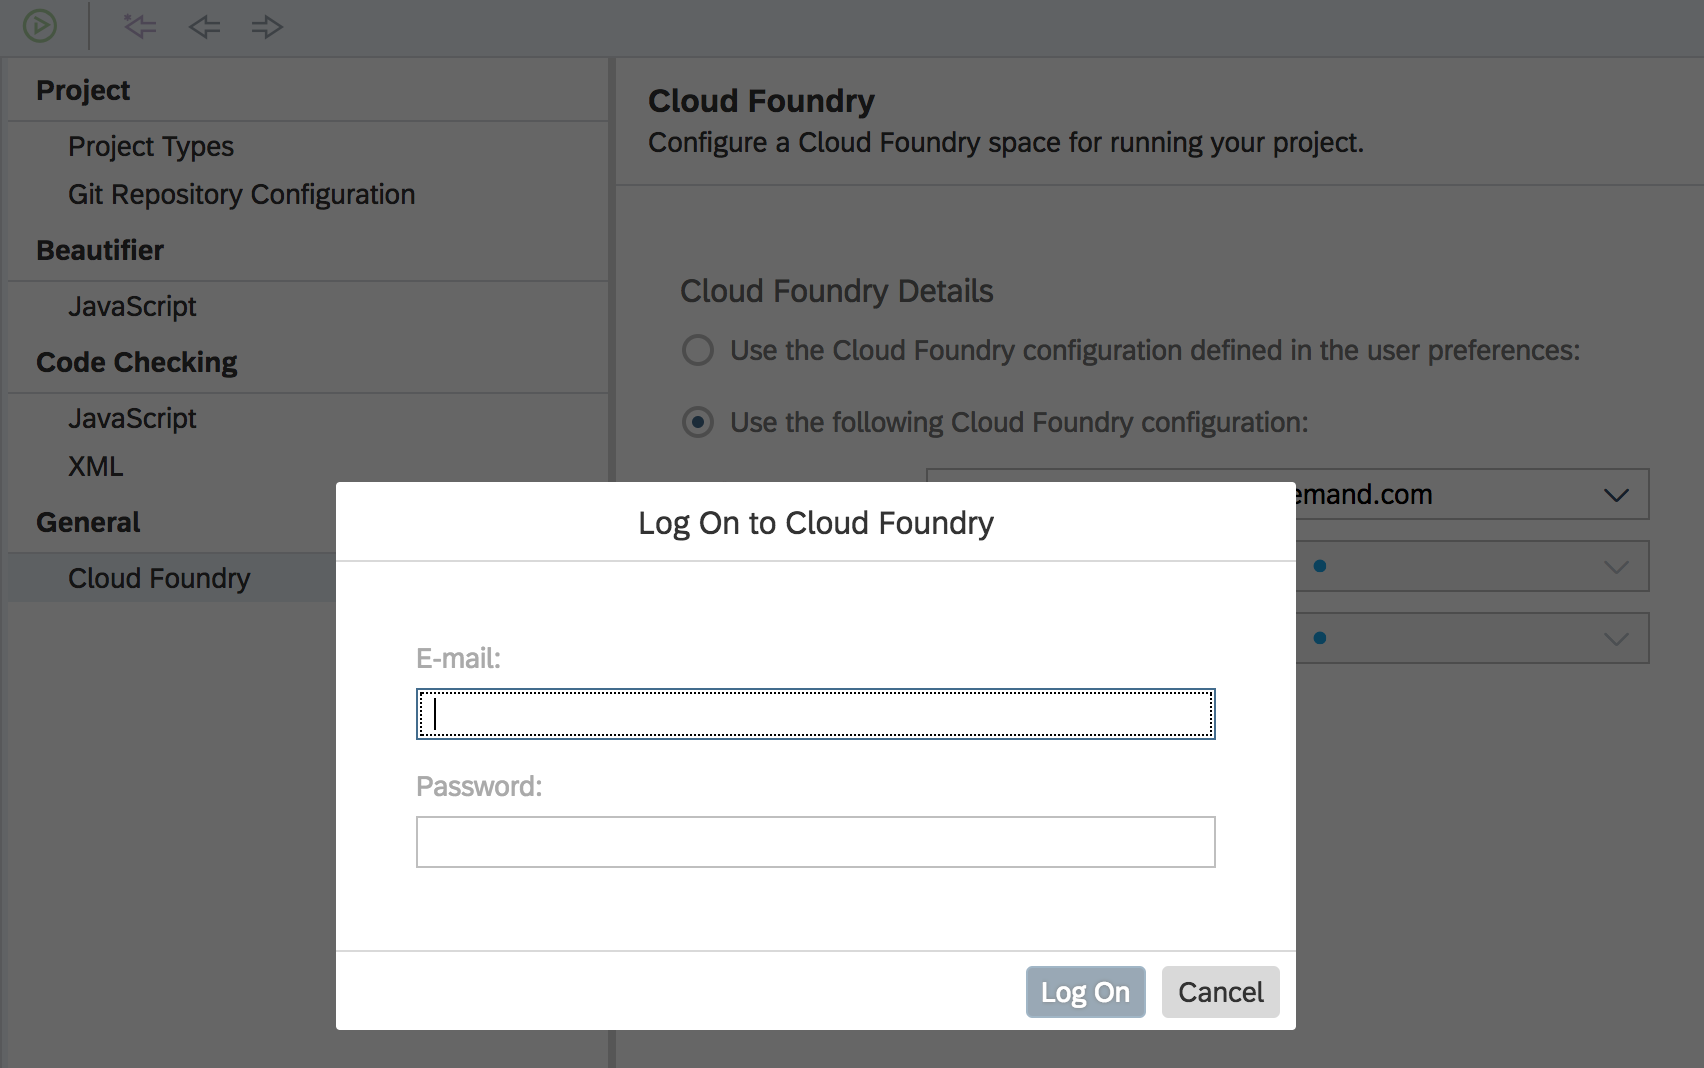 Project
Project Types
Git Repository Configuration
Beautifier
JavaScript
Code Checking
JavaScript
XML
General
Cloud Foundry
Cloud Foundry
Configure a Cloud Foundry space for running your project.
Cloud Foundry Details
Use the Cloud Foundry configuration defined in the user preferences:
Use the following Cloud Foundry configuration:
emand.com
Log On to Cloud Foundry
E-mail:
Password:
Log On
Cancel